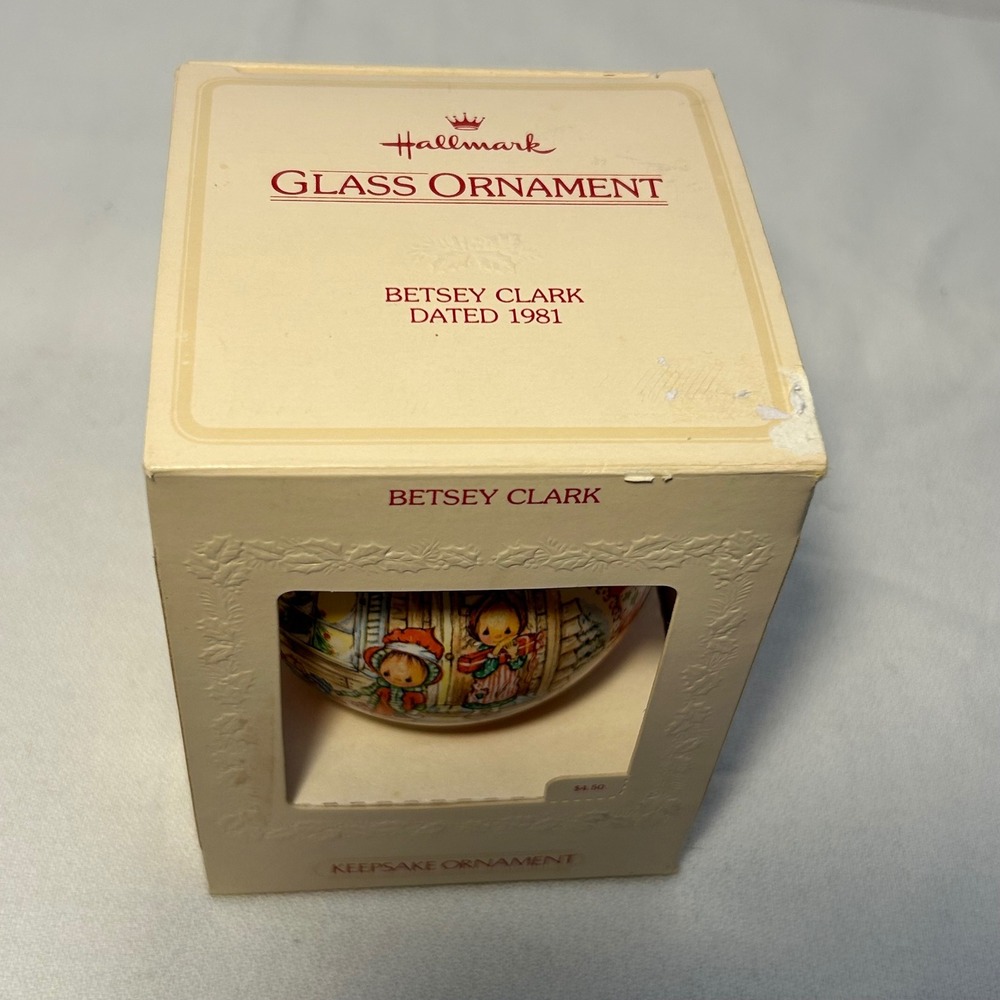 Hallmark
GLASS ORNAMENT
BETSEY CLARK
DATED 1981
BETSEY CLARK
$4.50
KEEPSAKE ORNAMENT